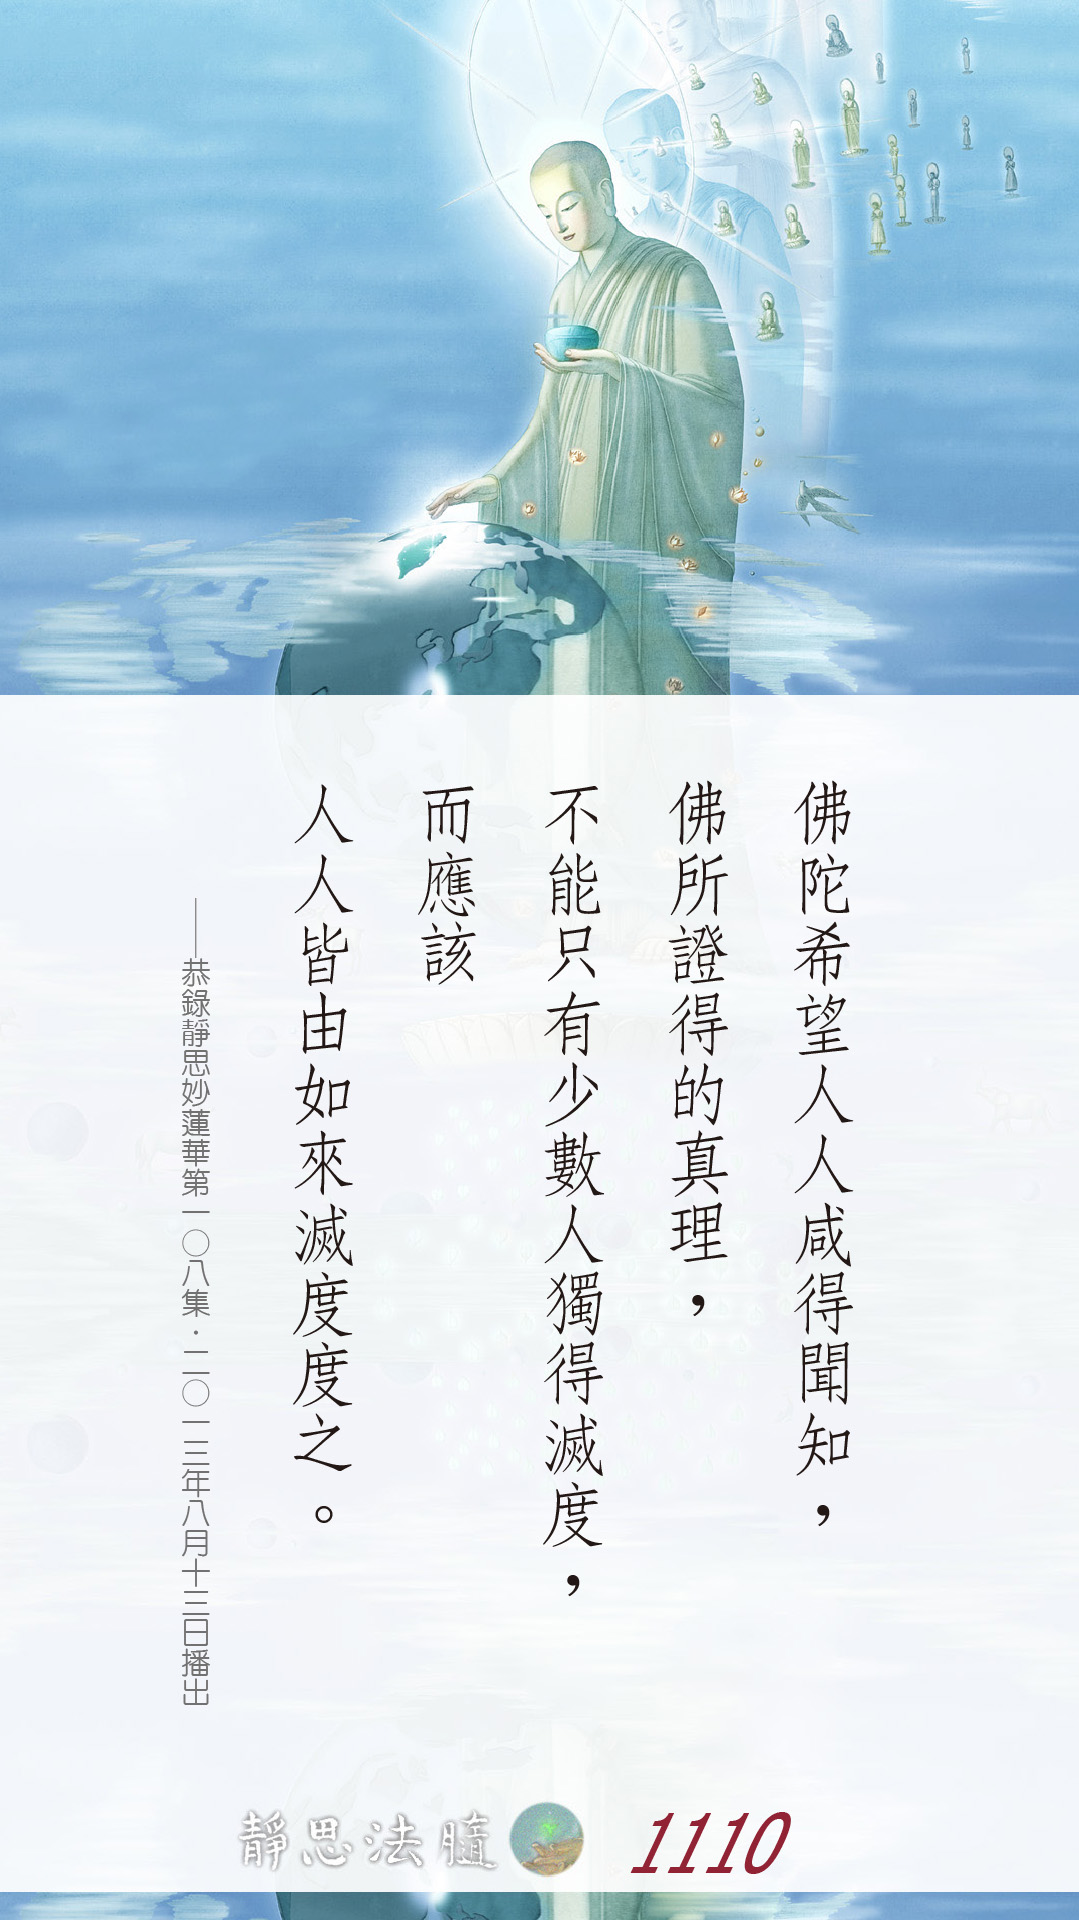 佛陀希望人人咸得聞知，
佛所證得的真理，
不能只有少數人獨得滅度，
而應該
人人皆由如來滅度度之。
——恭錄靜思妙蓮華第一〇八集．二〇一三年八月十三日播出
靜思法髓
1110